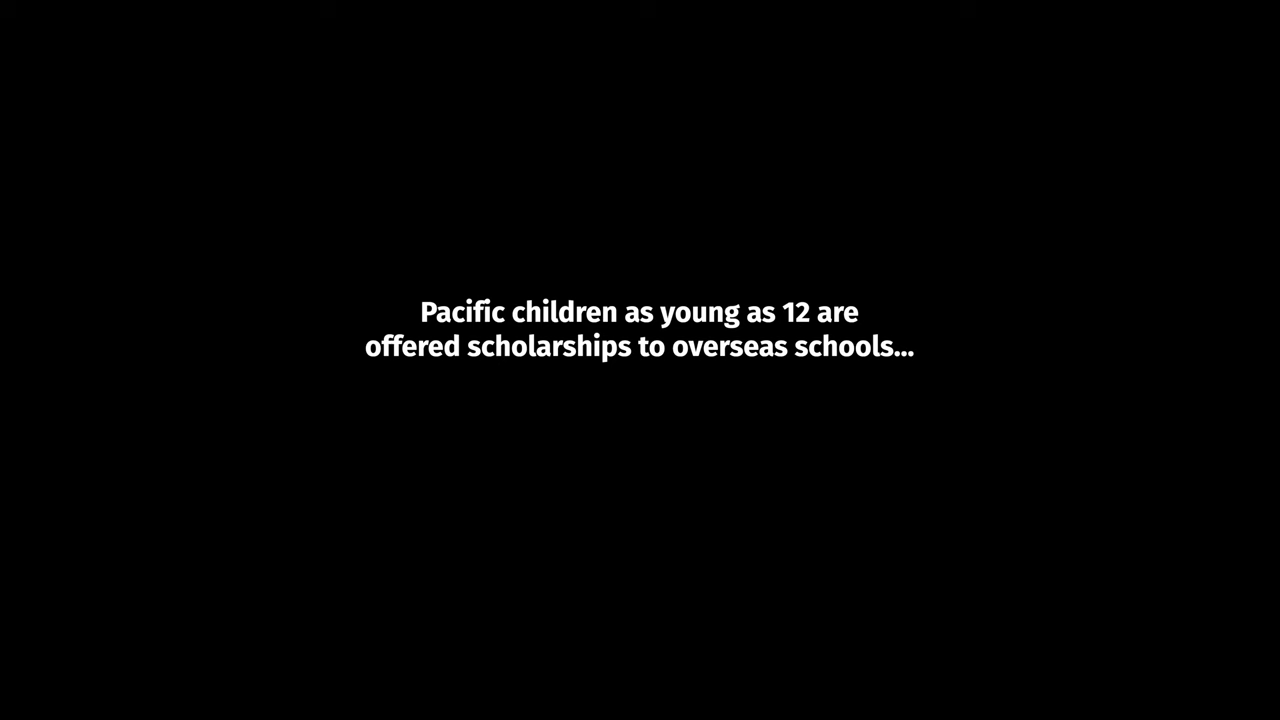 Pacific children as young as 12 are
offered scholarships to overseas schools...